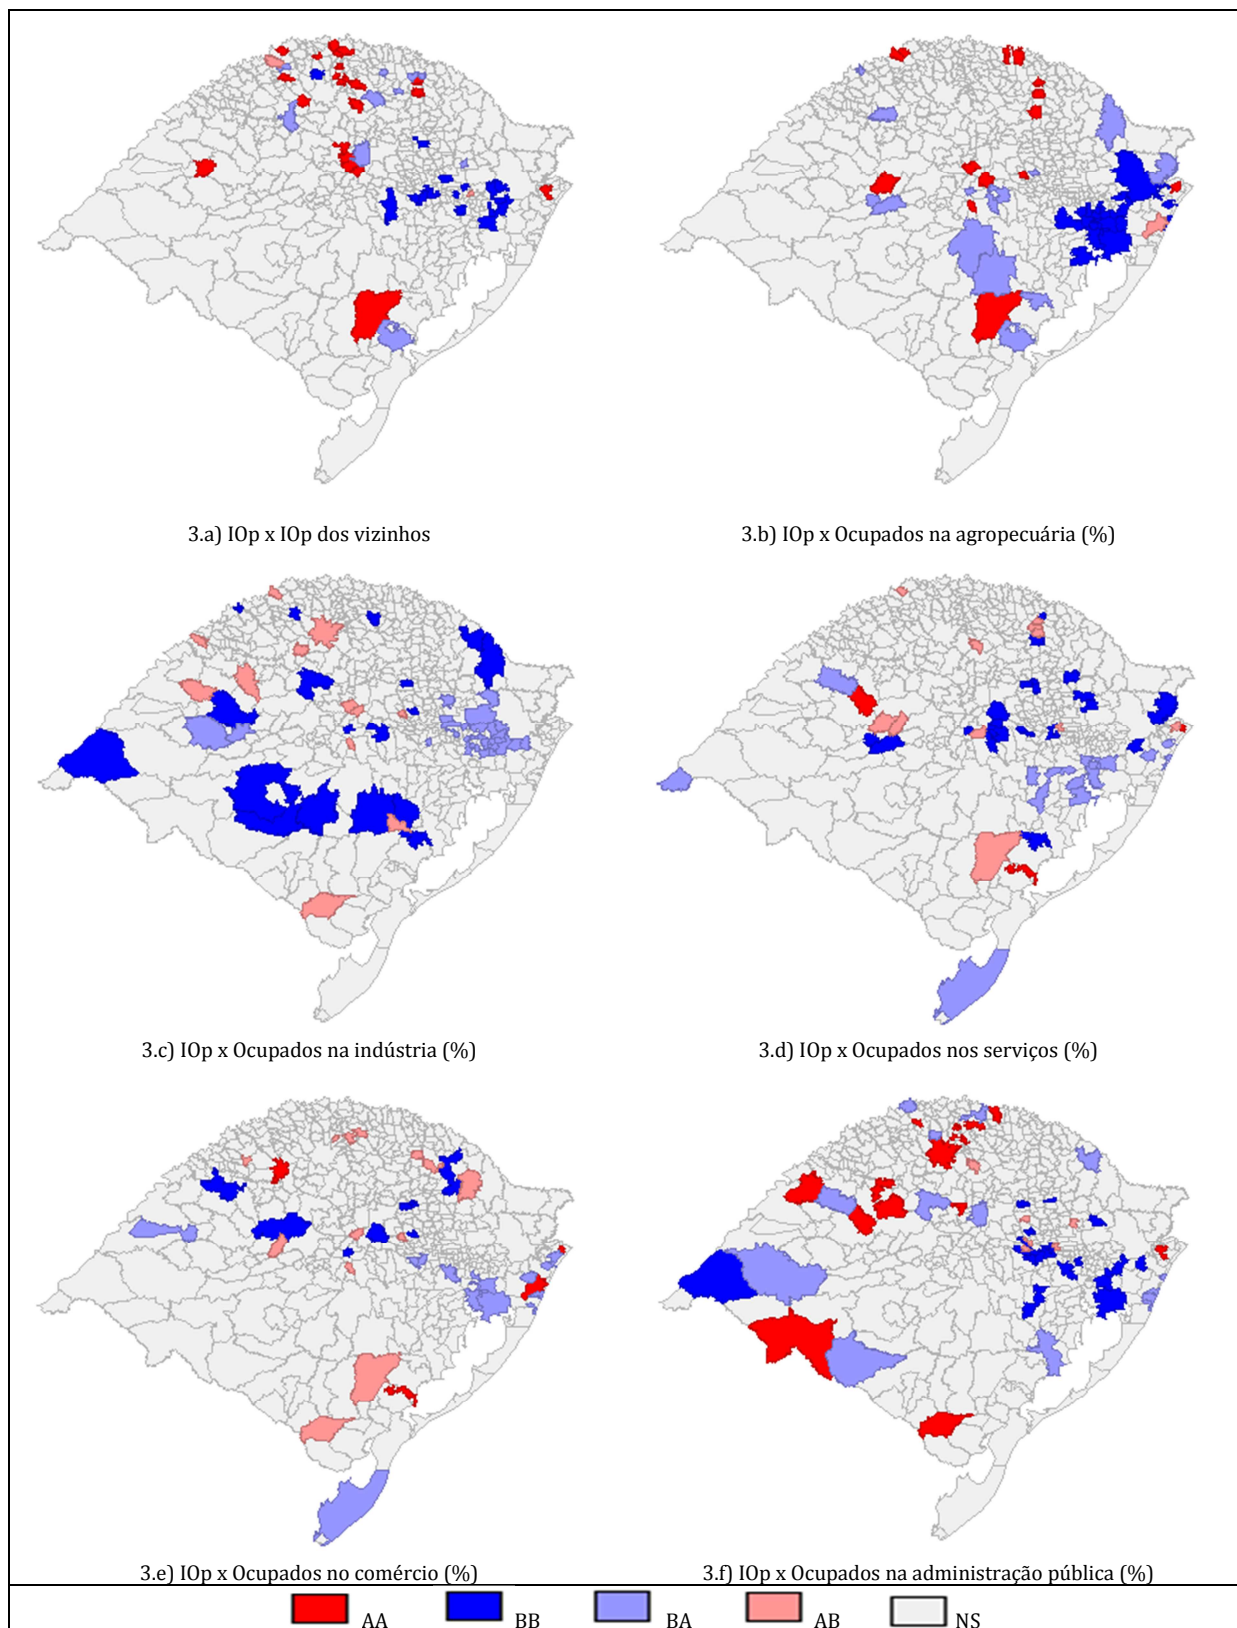 3.a) IOp x IOp dos vizinhos
3.b) IOp x Ocupados na agropecuária (%)
3.c) IOp x Ocupados na indústria (%)
3.d) IOp x Ocupados nos serviços (%)
3.e) IOp x Ocupados no comércio (%)
3.f) IOp x Ocupados na administração pública (%)
AA BB BA AB NS